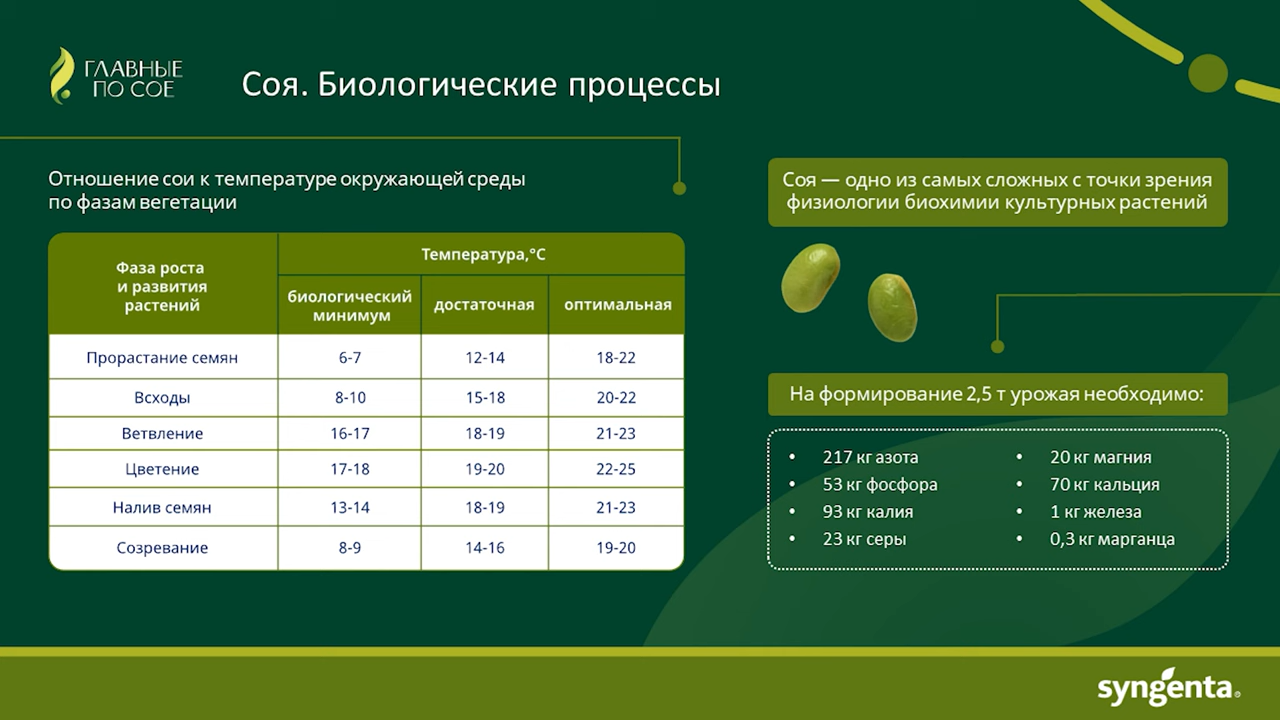 ГЛАВНЫЕ
ПО СОЕ
Соя. Биологические процессы
Отношение сои к температуре окружающей среды
по фазам вегетации
Фаза роста
и развития
растений
Температура,°С
биологический
минимум
достаточная
оптимальная
Прорастание семян 6-7 12-14 18-22
Всходы 8-10 15-18 20-22
Ветвление 16-17 18-19 21-23
Цветение 17-18 19-20 22-25
Налив семян 13-14 18-19 21-23
Созревание 8-9 14-16 19-20
Соя — одно из самых сложных с точки зрения
физиологии биохимии культурных растений
На формирование 2,5 т урожая необходимо:
• 217 кг азота
• 53 кг фосфора
• 93 кг калия
• 23 кг серы
• 20 кг магния
• 70 кг кальция
• 1 кг железа
• 0,3 кг марганца
syngenta®